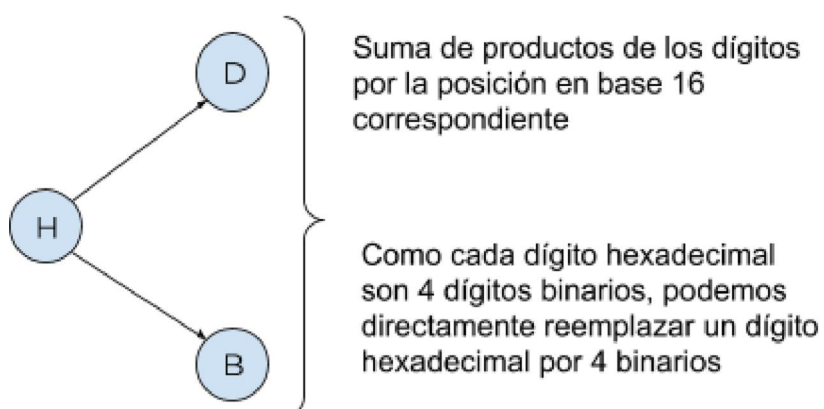 D
Suma de productos de los dígitos
por la posición en base 16
correspondiente
H
Como cada dígito hexadecimal
son 4 dígitos binarios, podemos
directamente reemplazar un dígito
hexadecimal por 4 binarios
B